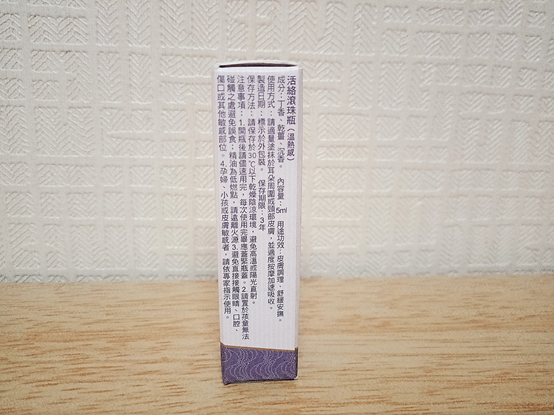 活絡滾珠瓶（溫熱感）
成分：丁香、乾薑、沉香。 內容量：5ml 用途功效：皮膚調理、舒緩安撫。
使用方式：請適量塗抹於耳朵周圍或頸部皮膚，並適度按摩加速吸收。
製造日期：標示於外包裝。 保存期限：3年
保存方法：請保存於30℃以下乾燥陰涼環境、避免高溫或陽光直射。
注意事項：1.開瓶後請儘速用完，每次使用完畢應蓋緊瓶蓋。2.請置於孩童無法
碰觸之處避免誤食；精油為低燃點，請遠離火源。3.避免直接接觸眼睛、口腔、
傷口或其他敏感部位。4.孕婦、小孩或皮膚敏感者，請依專家指示使用。